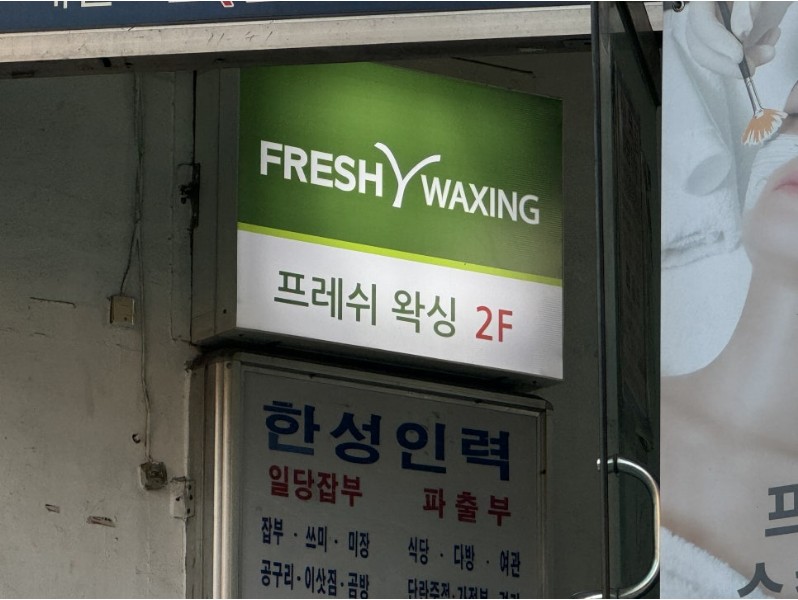 FRESH WAXING
프레쉬 왁싱 2F
한성인력
일당잡부 파출부
잡부 · 쓰미 · 미장 식당 · 다방 · 여관
공구리 · 이삿짐 · 곰방
프